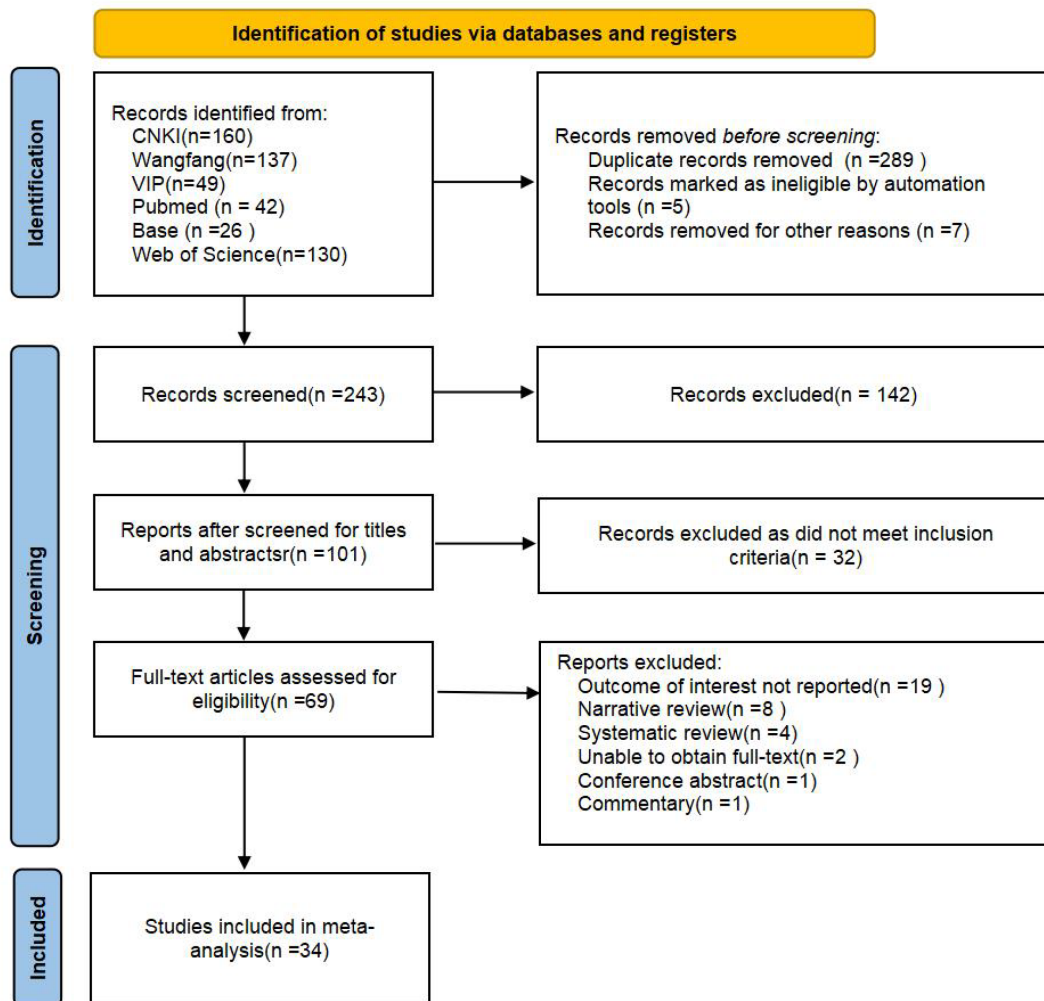 Identification of studies via databases and registers
Identification
Records identified from:
CNKI(n=160)
Wangfang(n=137)
VIP(n=49)
Pubmed (n = 42)
Base (n =26 )
Web of Science(n=130)
Records removed before screening:
Duplicate records removed (n =289 )
Records marked as ineligible by automation
tools (n =5)
Records removed for other reasons (n =7)
Screening
Records screened(n =243)
Records excluded(n = 142)
Reports after screened for titles
and abstractsr(n =101)
Records excluded as did not meet inclusion
criteria(n = 32)
Full-text articles assessed for
eligibility(n =69)
Reports excluded:
Outcome of interest not reported(n =19 )
Narrative review(n =8 )
Systematic review(n =4)
Unable to obtain full-text(n =2 )
Conference abstract(n =1)
Commentary(n =1)
Included
Studies included in meta-
analysis(n =34)